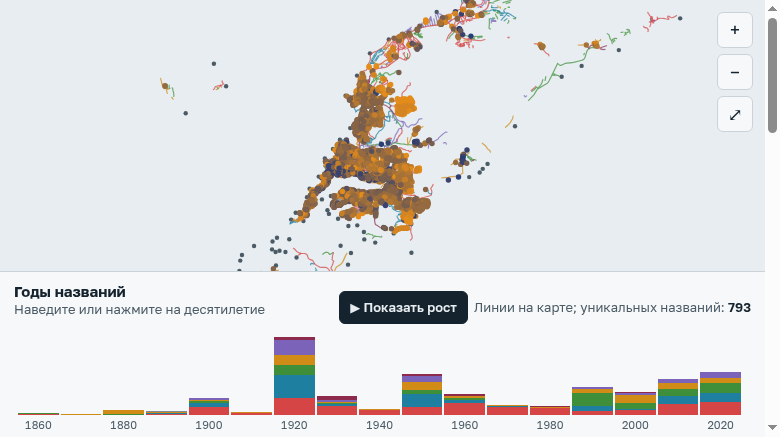 +
−
⤢
Годы названий
Наведите или нажмите на десятилетие
▶ Показать рост
Линии на карте; уникальных названий: 793
1860 1880 1900 1920 1940 1960 1980 2000 2020